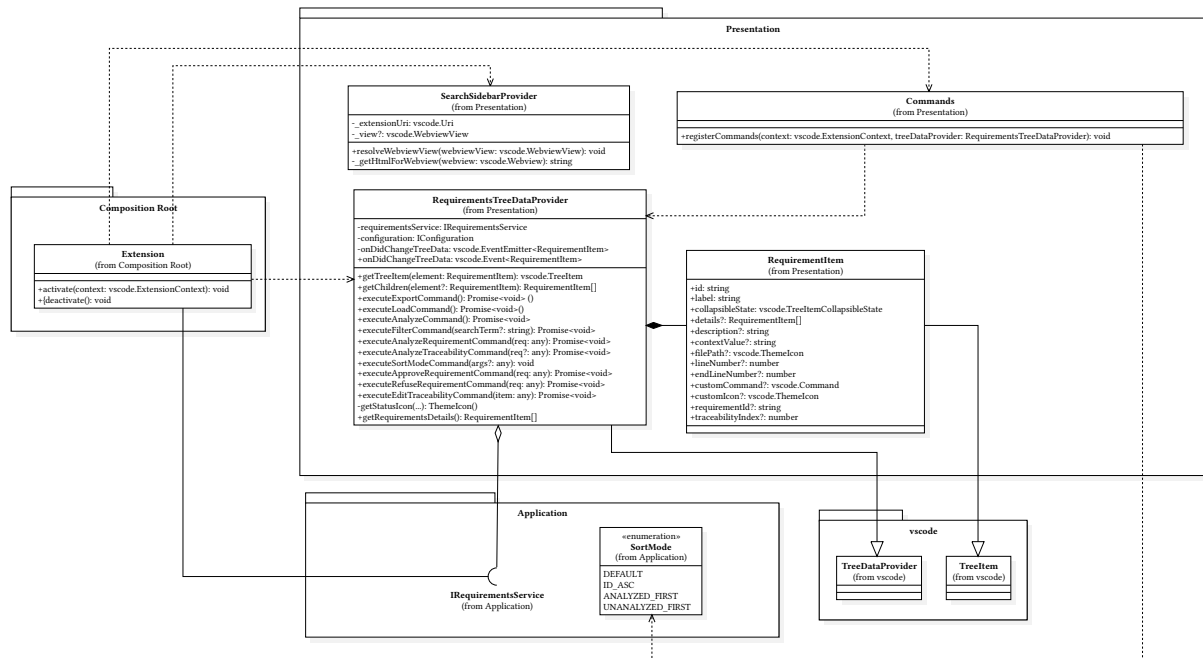 Presentation
SearchSidebarProvider
(from Presentation)
-_extensionUri: vscode.Uri
-_view?: vscode.WebviewView
+resolveWebviewView(webviewView: vscode.WebviewView): void
-_getHtmlForWebview(webview: vscode.Webview): string
Commands
(from Presentation)
+registerCommands(context: vscode.ExtensionContext, treeDataProvider: RequirementsTreeDataProvider): void
Composition Root
Extension
(from Composition Root)
+activate(context: vscode.ExtensionContext): void
+{deactivate(): void
RequirementsTreeDataProvider
(from Presentation)
-requirementsService: IRequirementsService
-configuration: IConfiguration
-onDidChangeTreeData: vscode.EventEmitter<RequirementItem>
+onDidChangeTreeData: vscode.Event<RequirementItem>
+getTreeItem(element: RequirementItem): vscode.TreeItem
+getChildren(element?: RequirementItem): RequirementItem[]
+executeExportCommand(): Promise<void> ()
+executeLoadCommand(): Promise<void>()
+executeAnalyzeCommand(): Promise<void>
+executeFilterCommand(searchTerm?: string): Promise<void>
+executeAnalyzeRequirementCommand(req: any): Promise<void>
+executeAnalyzeTraceabilityCommand(req?: any): Promise<void>
+executeSortModeCommand(args?: any): void
+executeApproveRequirementCommand(req: any): Promise<void>
+executeRefuseRequirementCommand(req: any): Promise<void>
+executeEditTraceabilityCommand(item: any): Promise<void>
-getStatusIcon(...): ThemeIcon()
+getRequirementsDetails(): RequirementItem[]
RequirementItem
(from Presentation)
+id: string
+label: string
+collapsibleState: vscode.TreeItemCollapsibleState
+details?: RequirementItem[]
+description?: string
+contextValue?: string
+filePath?: vscode.ThemeIcon
+lineNumber?: number
+endLineNumber?: number
+customCommand?: vscode.Command
+customIcon?: vscode.ThemeIcon
+requirementId?: string
+traceabilityIndex?: number
Application
IRequirementsService
(from Application)
«enumeration»
SortMode
(from Application)
DEFAULT
ID_ASC
ANALYZED_FIRST
UNANALYZED_FIRST
vscode
TreeDataProvider
(from vscode)
TreeItem
(from vscode)